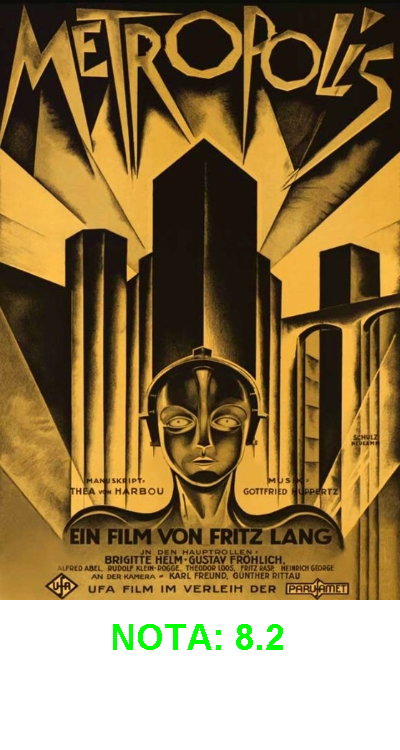 METROPOLIS
SCHULZ
NEUDAMM
MANUSKRIPT:
MUSIK
THEA VON HARBOU
GOTTFRIED HUPPERTZ
EIN FILM VON FRITZ LANG
IN DEN HAUPTROLLEN:
BRIGITTE HELM·GUSTAV FRÖHLICH,
ALFRED ABEL, RUDOLF KLEIN-ROGGE, THEODOR LOOS, FRITZ RASP, HEINRICH GEORGE
AN DER KAMERA = KARL FREUND, GÜNTHER RITTAU
UfA
UFA FILM IM VERLEIH DER
PARUFAMET
NOTA: 8.2